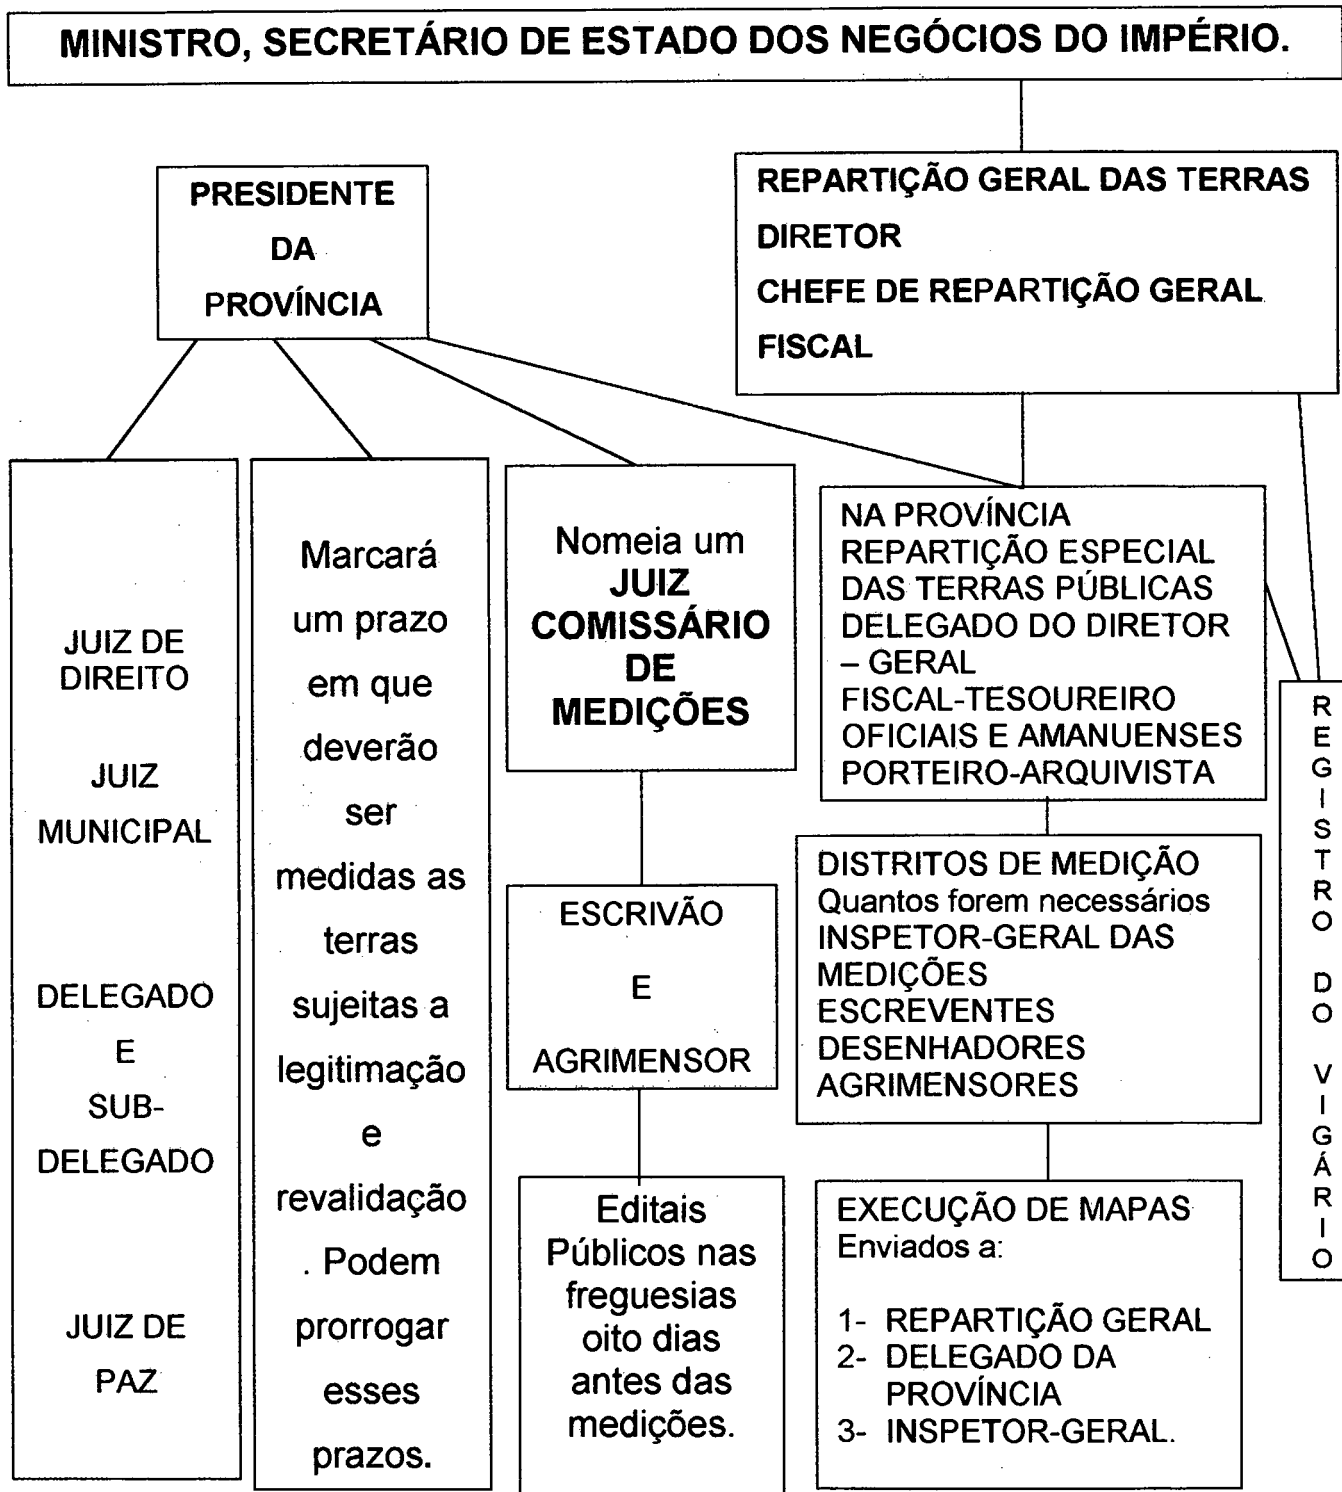 MINISTRO, SECRETÁRIO DE ESTADO DOS NEGÓCIOS DO IMPÉRIO.
PRESIDENTE
DA
PROVÍNCIA
REPARTIÇÃO GERAL DAS TERRAS
DIRETOR
CHEFE DE REPARTIÇÃO GERAL
FISCAL
JUIZ DE
DIREITO
JUIZ
MUNICIPAL
DELEGADO
E
SUB-
DELEGADO
JUIZ DE
PAZ
Marcará
um prazo
em que
deverão
ser
medidas as
terras
sujeitas a
legitimação
e
revalidação
. Podem
prorrogar
esses
prazos.
Nomeia um
JUIZ
COMISSÁRIO
DE
MEDIÇÕES
ESCRIVÃO
E
AGRIMENSOR
Editais
Públicos nas
freguesias
oito dias
antes das
medições.
NA PROVÍNCIA
REPARTIÇÃO ESPECIAL
DAS TERRAS PÚBLICAS
DELEGADO DO DIRETOR
– GERAL
FISCAL-TESOUREIRO
OFICIAIS E AMANUENSES
PORTEIRO-ARQUIVISTA
DISTRITOS DE MEDIÇÃO
Quantos forem necessários
INSPETOR-GERAL DAS
MEDIÇÕES
ESCREVENTES
DESENHADORES
AGRIMENSORES
EXECUÇÃO DE MAPAS
Enviados a:
1- REPARTIÇÃO GERAL
2- DELEGADO DA
PROVÍNCIA
3- INSPETOR-GERAL.
REGISTRO DO VIGÁRIO